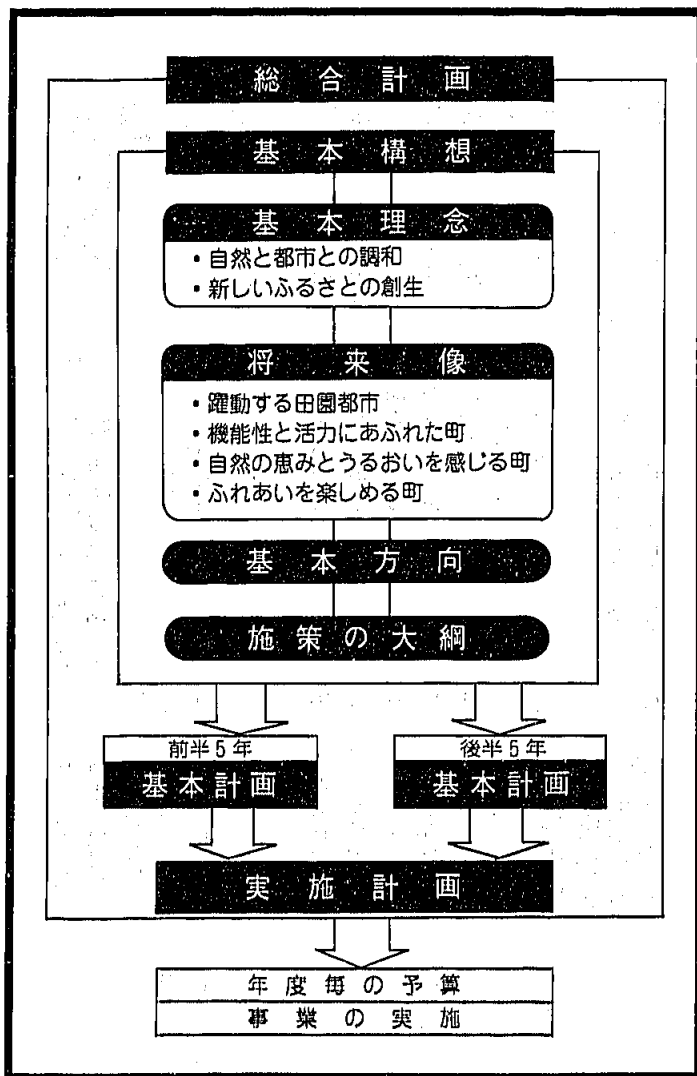 総合計画
基本構想
基本理念
・自然と都市との調和
・新しいふるさとの創生
将来像
・躍動する田園都市
・機能性と活力にあふれた町
・自然の恵みとうるおいを感じる町
・ふれあいを楽しめる町
基本方向
施策の大綱
前半5年
基本計画
後半5年
基本計画
実施計画
年度毎の予算
事業の実施